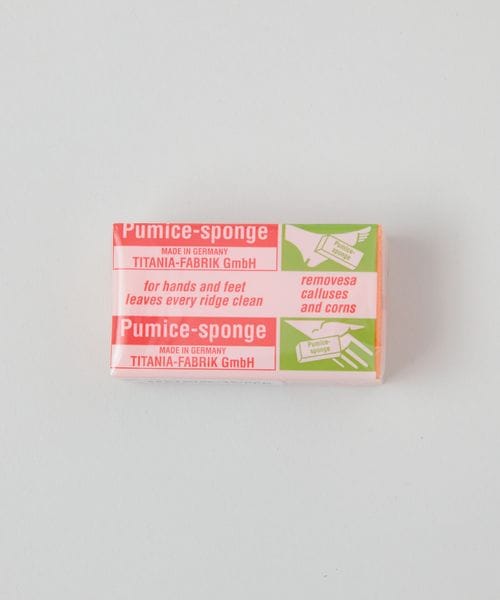 Pumice-sponge
MADE IN GERMANY
TITANIA-FABRIK GmbH
Pumice-
sponge
for hands and feet
leaves every ridge clean
removesa
calluses
and corns
Pumice-sponge
MADE IN GERMANY
TITANIA-FABRIK GmbH
Pumice-
sponge